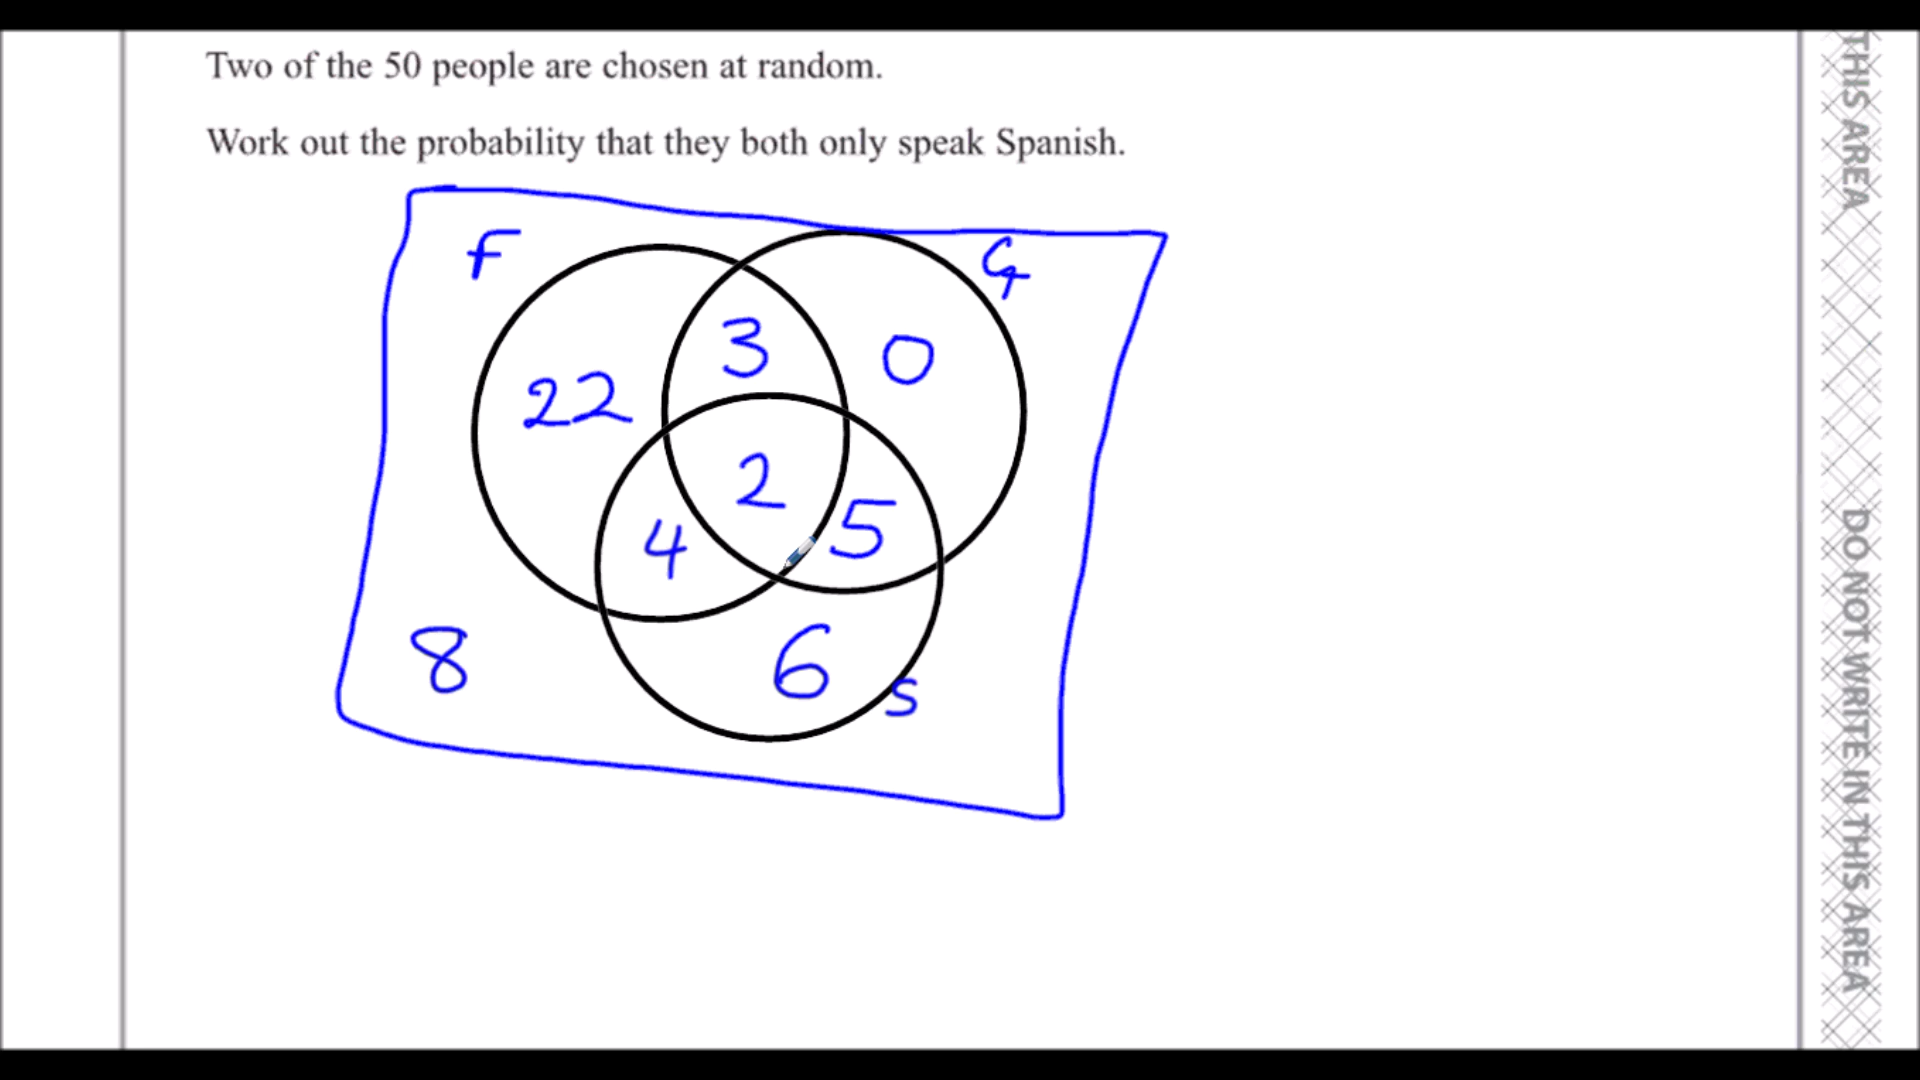 Two of the 50 people are chosen at random.
Work out the probability that they both only speak Spanish.
F
G
3
0
22
2
5
4
8
6
S
THIS AREA
DO NOT WRITE IN THIS AREA